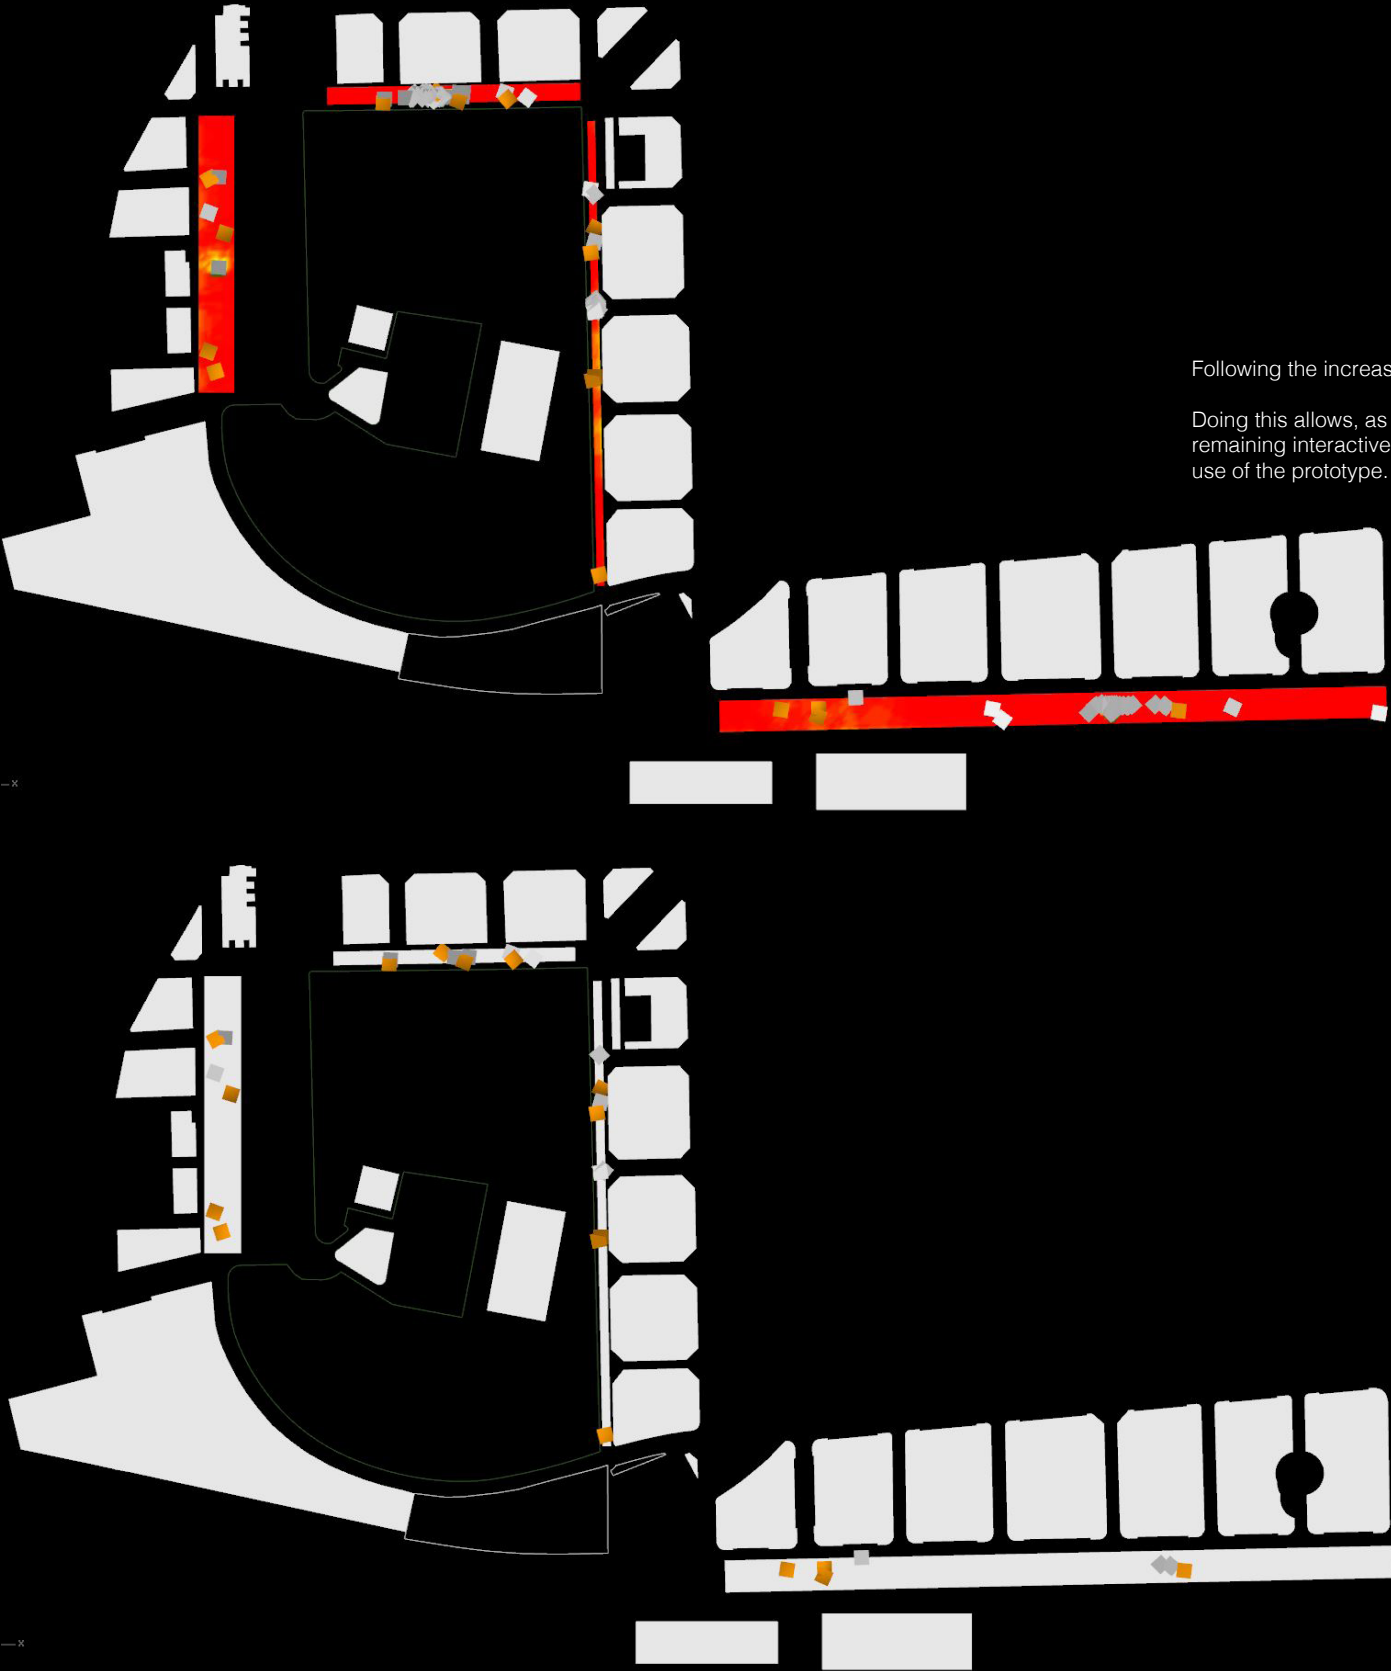 Following the increas
Doing this allows, as
remaining interactive
use of the prototype.
x
x